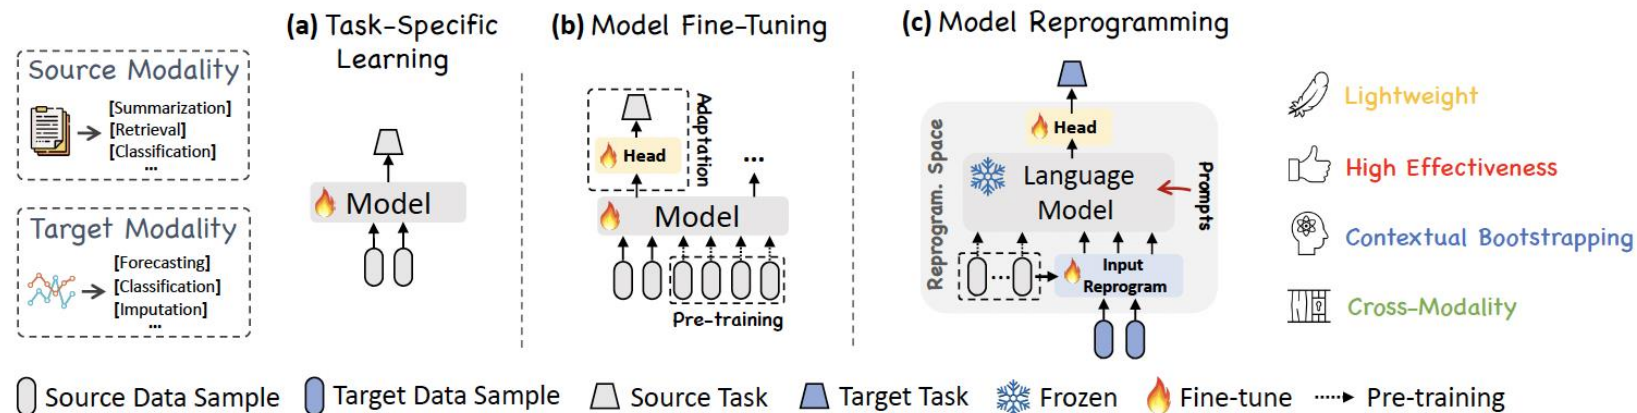 Source Modality
[Summarization]
[Retrieval]
[Classification]
...
Target Modality
[Forecasting]
[Classification]
[Imputation]
...
(a) Task-Specific
Learning
Model
(b) Model Fine-Tuning
Adaptation
Head
...
Model
Pre-training
(c) Model Reprogramming
Reprogram. Space
Head
Language
Model
Prompts
...
Input
Reprogram
Lightweight
High Effectiveness
Contextual Bootstrapping
Cross-Modality
Source Data Sample
Target Data Sample
Source Task
Target Task
Frozen
Fine-tune
Pre-training